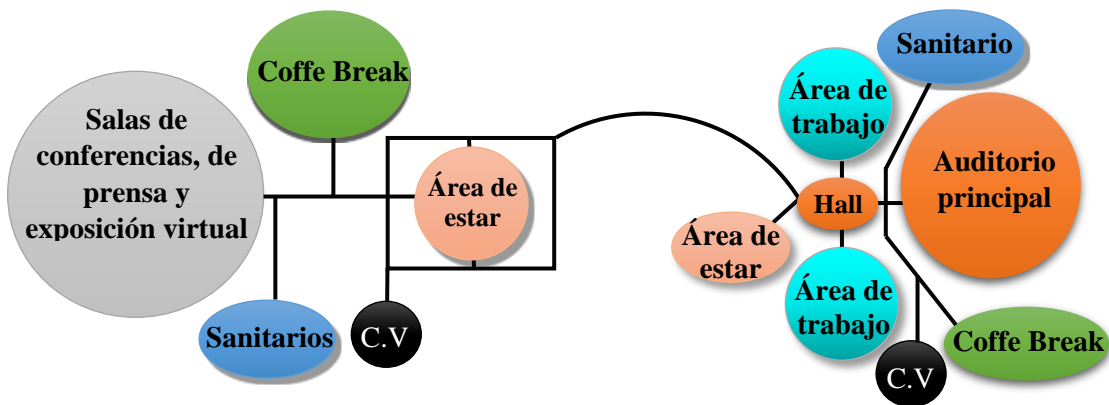 Coffe Break
Salas de
conferencias, de
prensa y
exposición virtual
Área de
estar
Sanitarios
C.V
Sanitario
Área de
trabajo
Auditorio
principal
Hall
Área de
estar
Área de
trabajo
Coffe Break
C.V